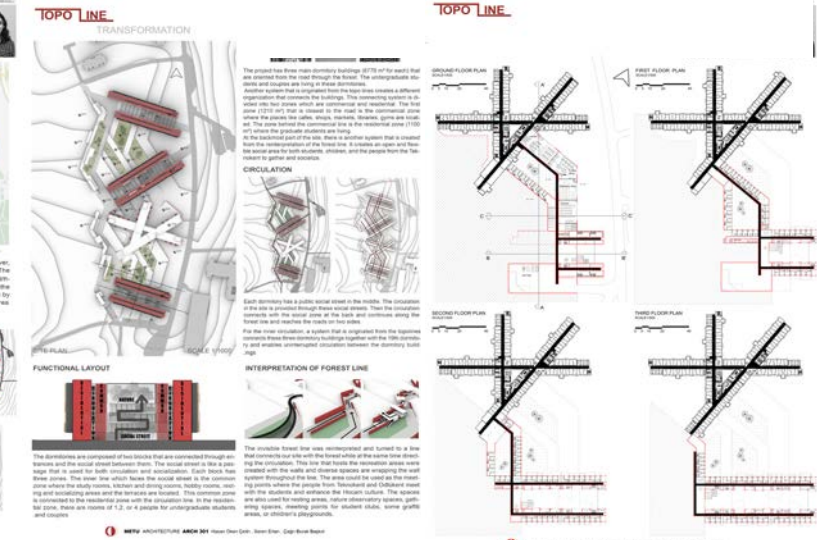 TOPO LINE
TRANSFORMATION
The project has three main dormitory buildings (6775 m² for each) that
are oriented from the road through the forest. The undergraduate stu-
dents and couples are living in these dormitories.
Another system that is originated from the topo lines creates a different
organization that connects the buildings. This connecting system is di-
vided into two zones which are commercial and residential. The first
zone (1210 m²) that is closest to the road is the commercial zone
where the places like cafes, shops, markets, libraries, gyms are locat-
ed. The zone behind the commercial line is the residential zone (1100
m²) where the graduate students are living.
At the backmost part of the site, there is another system that is created
from the reinterpretation of the forest line. It creates an open and flexi-
ble social area for both students, children, and the people from the Tek-
nokent to gather and socialize.
CIRCULATION
Each dormitory has a public social street in the middle. The circulation
in the site is provided through these social streets. Then the circulation
connects with the social zone at the back and continues along the
forest line and reaches the roads on two sides.
For the inner circulation, a system that is originated from the topolines
connects these three dormitory buildings together with the 19th dormito-
ry and enables uninterrupted circulation between the dormitory build
ings
SITE PLAN
SCALE 1:1000
FUNCTIONAL LAYOUT
SOCIAL STREET
The dormitories are composed of two blocks that are connected through en-
trances and the social street between them. The social street is like a pas-
sage that is used for both circulation and socialization. Each block has
three zones. The inner line which faces the social street is the common
zone where the study rooms, kitchen and dining rooms, hobby rooms, rest-
ing and socializing areas and the terraces are located. This common zone
is connected to the residential zone with the circulation line. In the residen-
tial zone, there are rooms of 1,2, or 4 people for undergraduate students
and couples
INTERPRETATION OF FOREST LINE
The invisible forest line was reinterpreted and turned to a line
that connects our site with the forest while at the same time direct-
ing the circulation. This line that hosts the recreation areas were
created with the walls and diverse spaces are wrapping the wall
system throughout the line. The area could be used as the meet-
ing points where the people from Teknokent and Odtükent meet
with the students and enhance the Hocam culture. The spaces
are also used for resting areas, nature observatory spaces, gath-
ering spaces, meeting points for student clubs, some graffiti
areas, or children's playgrounds.
METU ARCHITECTURE ARCH 301
TOPO LINE
GROUND FLOOR PLAN
FIRST FLOOR PLAN
SECOND FLOOR PLAN
THIRD FLOOR PLAN